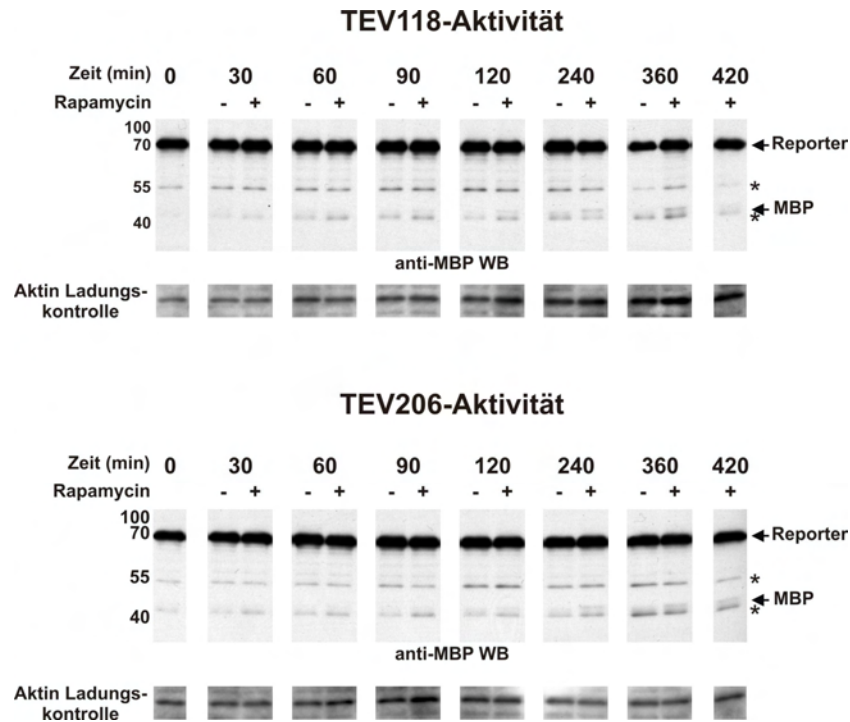 TEV118-Aktivität
Zeit (min) 0 30 60 90 120 240 360 420
Rapamycin - + - + - + - + - + - + +
100
70 Reporter
55 *
MBP
40 *
anti-MBP WB
Aktin Ladungs-
kontrolle
TEV206-Aktivität
Zeit (min) 0 30 60 90 120 240 360 420
Rapamycin - + - + - + - + - + - + +
100
70 Reporter
55 *
MBP
40 *
anti-MBP WB
Aktin Ladungs-
kontrolle